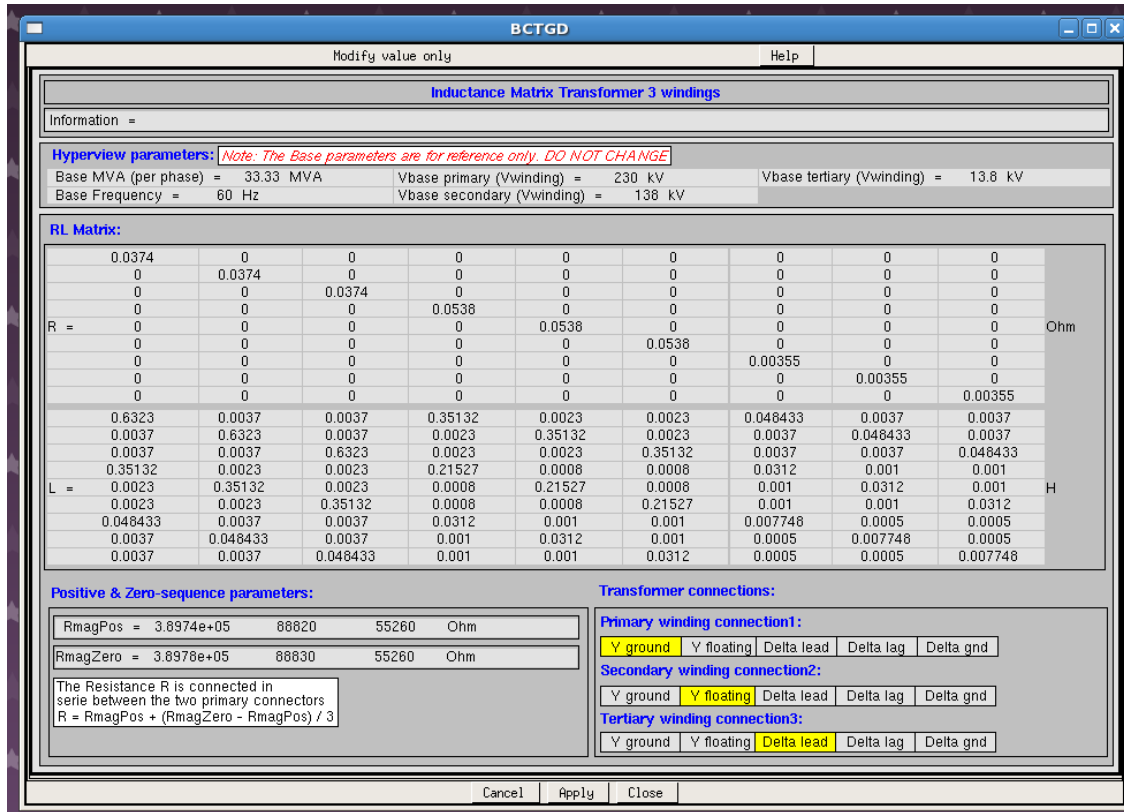 BCTGD
Modify value only Help
Inductance Matrix Transformer 3 windings
Information =
Hyperview parameters: Note: The Base parameters are for reference only. DO NOT CHANGE
Base MVA (per phase) = 33.33 MVA Vbase primary (Vwinding) = 230 kV Vbase tertiary (Vwinding) = 13.8 kV
Base Frequency = 60 Hz Vbase secondary (Vwinding) = 138 kV
RL Matrix:
0.0374 0 0 0 0 0 0 0 0
0 0.0374 0 0 0 0 0 0 0
0 0 0.0374 0 0 0 0 0 0
0 0 0 0.0538 0 0 0 0 0
R = 0 0 0 0 0.0538 0 0 0 0 Ohm
0 0 0 0 0 0.0538 0 0 0
0 0 0 0 0 0 0.00355 0 0
0 0 0 0 0 0 0 0.00355 0
0 0 0 0 0 0 0 0 0.00355
0.6323 0.0037 0.0037 0.35132 0.0023 0.0023 0.048433 0.0037 0.0037
0.0037 0.6323 0.0037 0.0023 0.35132 0.0023 0.0037 0.048433 0.0037
0.0037 0.0037 0.6323 0.0023 0.0023 0.35132 0.0037 0.0037 0.048433
0.35132 0.0023 0.0023 0.21527 0.0008 0.0008 0.0312 0.001 0.001
L = 0.0023 0.35132 0.0023 0.0008 0.21527 0.0008 0.001 0.0312 0.001 H
0.0023 0.0023 0.35132 0.0008 0.0008 0.21527 0.001 0.001 0.0312
0.048433 0.0037 0.0037 0.0312 0.001 0.001 0.007748 0.0005 0.0005
0.0037 0.048433 0.0037 0.001 0.0312 0.001 0.0005 0.007748 0.0005
0.0037 0.0037 0.048433 0.001 0.001 0.0312 0.0005 0.0005 0.007748
Positive & Zero-sequence parameters:
RmagPos = 3.8974e+05 88820 55260 Ohm
RmagZero = 3.8978e+05 88830 55260 Ohm
The Resistance R is connected in
serie between the two primary connectors
R = RmagPos + (RmagZero - RmagPos) / 3
Transformer connections:
Primary winding connection1:
Y ground Y floating Delta lead Delta lag Delta gnd
Secondary winding connection2:
Y ground Y floating Delta lead Delta lag Delta gnd
Tertiary winding connection3:
Y ground Y floating Delta lead Delta lag Delta gnd
Cancel Apply Close